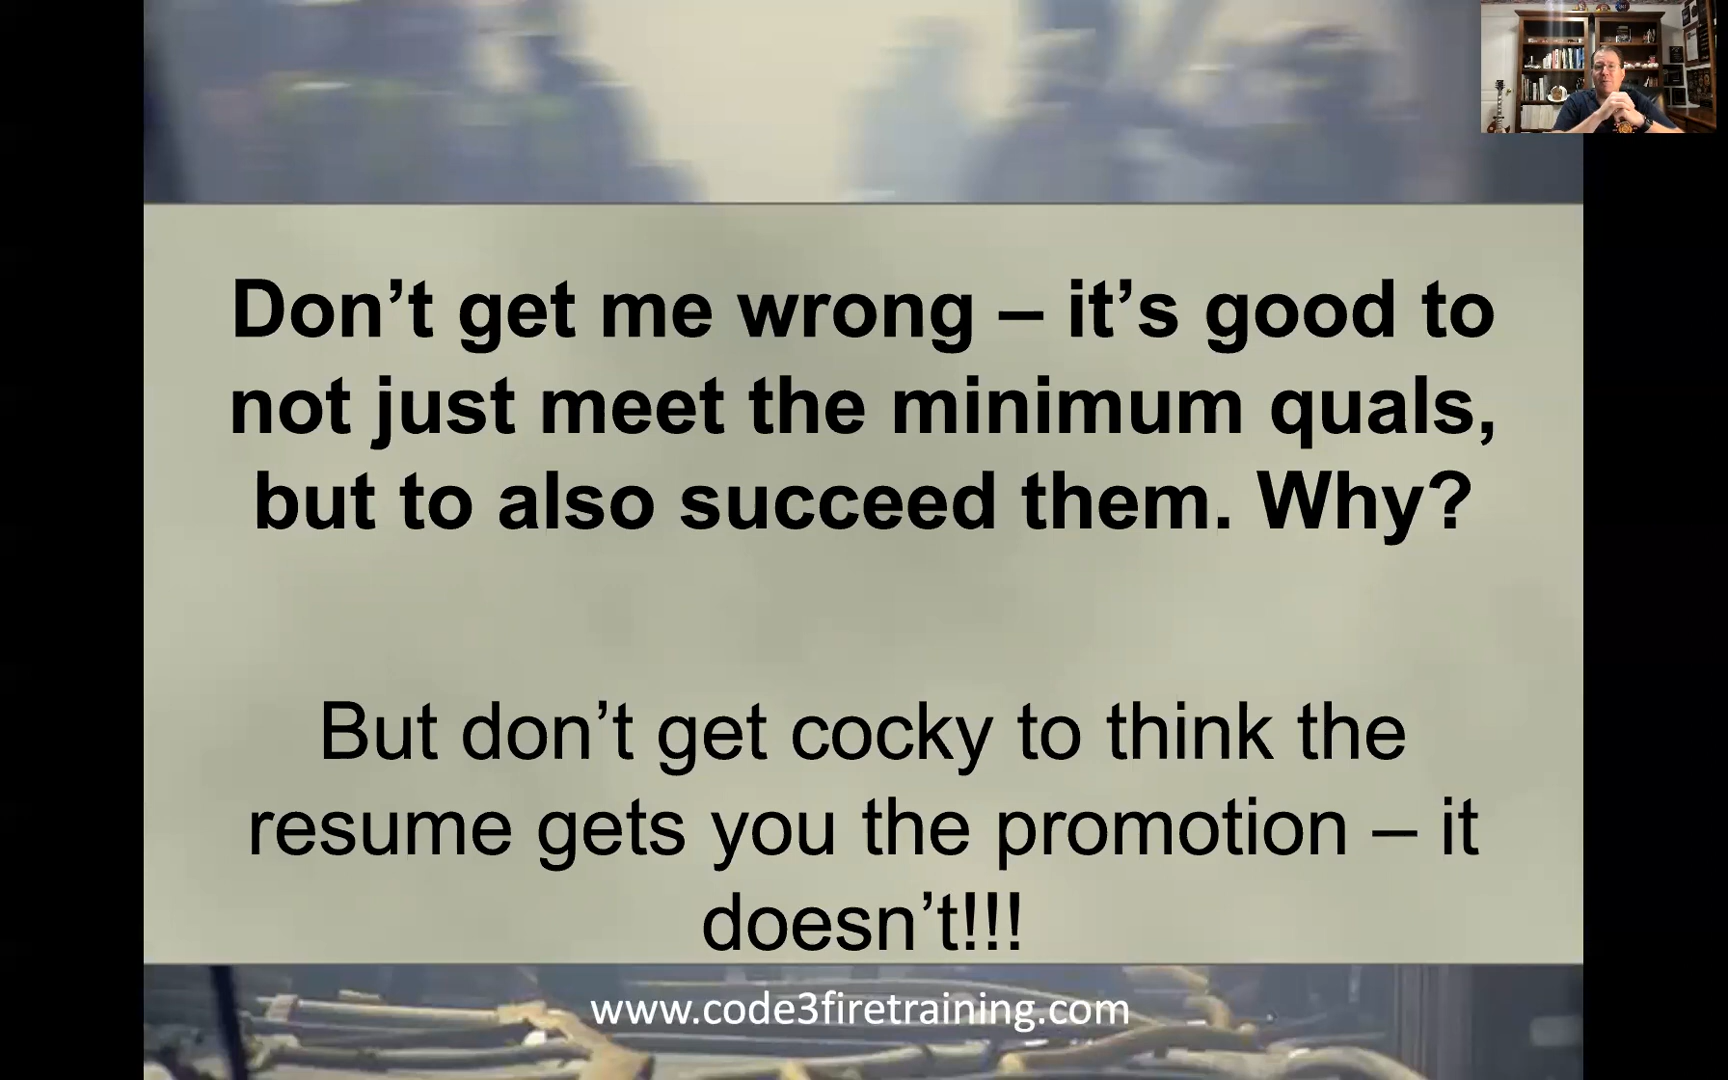 Don’t get me wrong – it’s good to
not just meet the minimum quals,
but to also succeed them. Why?
But don’t get cocky to think the
resume gets you the promotion – it
doesn’t!!!
www.code3firetraining.com